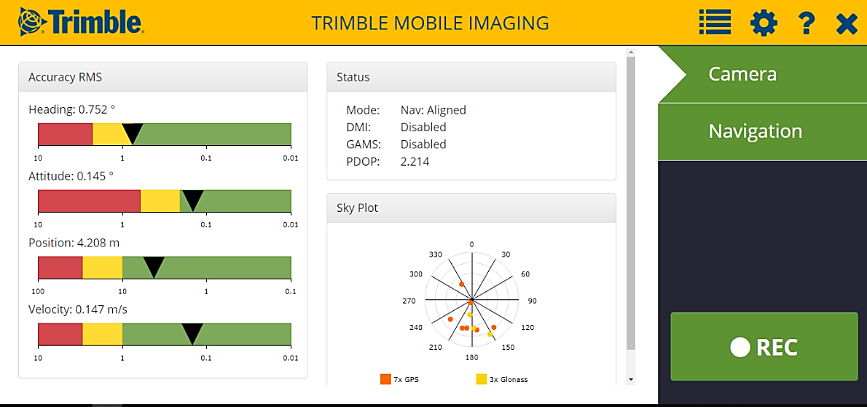 Trimble
TRIMBLE MOBILE IMAGING
?
Accuracy RMS
Heading: 0.752 °
10 1 0.1 0.01
Attitude: 0.145 °
10 1 0.1 0.01
Position: 4.208 m
100 10 1 0.1
Velocity: 0.147 m/s
10 1 0.1 0.01
Status
Mode: Nav: Aligned
DMI: Disabled
GAMS: Disabled
PDOP: 2.214
Sky Plot
0
330 30
300 60
270 90
240 120
210 150
180
7x GPS 3x Glonass
Camera
Navigation
REC